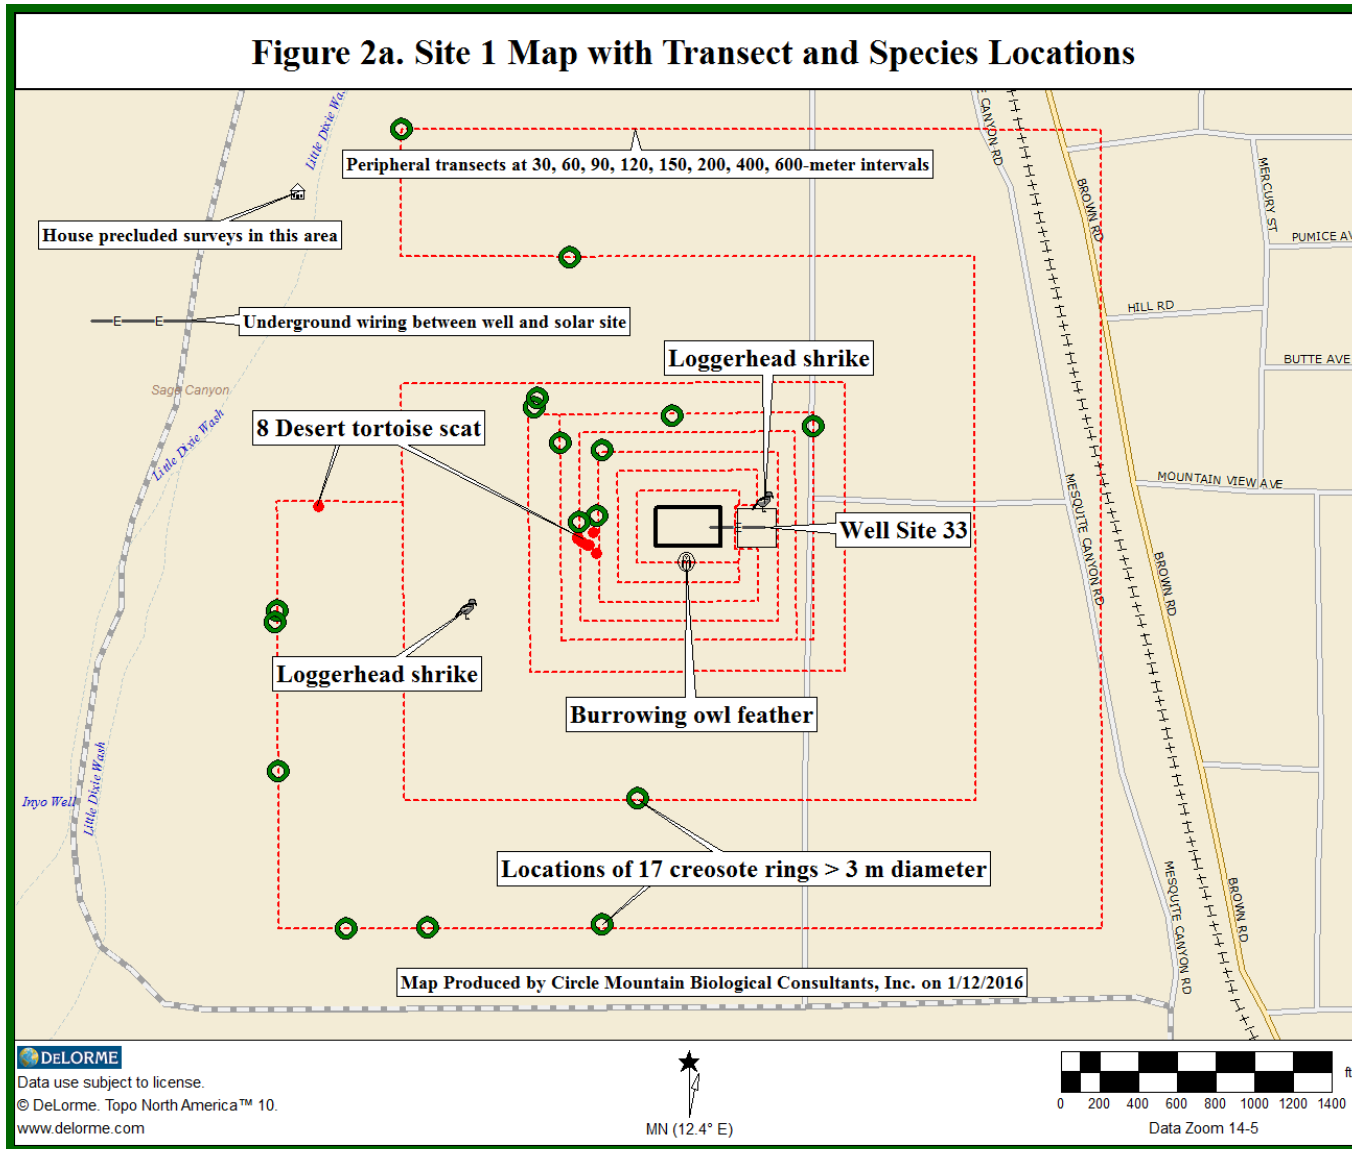 Figure 2a. Site 1 Map with Transect and Species Locations
Little Dixie Wa
CANYON RD
Peripheral transects at 30, 60, 90, 120, 150, 200, 400, 600-meter intervals
MERCURY ST
BROWN RD
House precluded surveys in this area
PUMICE AV
HILL RD
E E
Underground wiring between well and solar site
Loggerhead shrike
BUTTE AVE
Sage Canyon
8 Desert tortoise scat
Little Dixie Wash
MOUNTAIN VIEW AVE
MESQUITE CANYON RD
E
Well Site 33
BROWN RD
Loggerhead shrike
Burrowing owl feather
Inyo Well
Little Dixie Wash
Locations of 17 creosote rings > 3 m diameter
MESQUITE CANYON RD
BROWN RD
Map Produced by Circle Mountain Biological Consultants, Inc. on 1/12/2016
DELORME
Data use subject to license.
© DeLorme. Topo North America™ 10.
www.delorme.com
MN (12.4° E)
ft
0 200 400 600 800 1000 1200 1400
Data Zoom 14-5